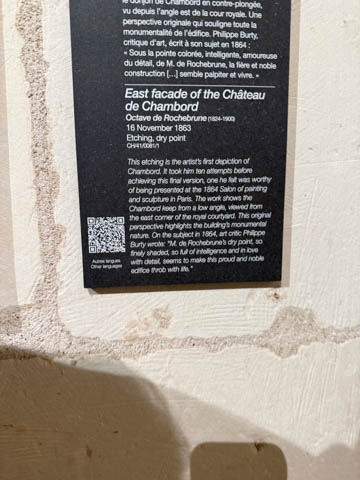 le donjon de Chambord en contre-plongée,
vu depuis l'angle est de la cour royale. Une
perspective originale qui souligne toute la
monumentalité de l'édifice. Philippe Burty,
critique d'art, écrit à son sujet en 1864 :
« Sous la pointe colorée, intelligente, amoureuse
du détail, de M. de Rochebrune, la fière et noble
construction [...] semble palpiter et vivre. »
East facade of the Château
de Chambord
Octave de Rochebrune (1824-1900)
16 November 1863
Etching, dry point
CH/41/0081/1
This etching is the artist's first depiction of
Chambord. It took him ten attempts before
achieving this final version, one he felt was worthy
of being presented at the 1864 Salon of painting
and sculpture in Paris. The work shows the
Chambord keep from a low angle, viewed from
the east corner of the royal courtyard. This original
perspective highlights the building's monumental
nature. On the subject in 1864, art critic Philippe
Burty wrote: "M. de Rochebrune's dry point, so
finely shaded, so full of intelligence and in love
with detail, seems to make this proud and noble
edifice throb with life."
Autres langues
Other languages